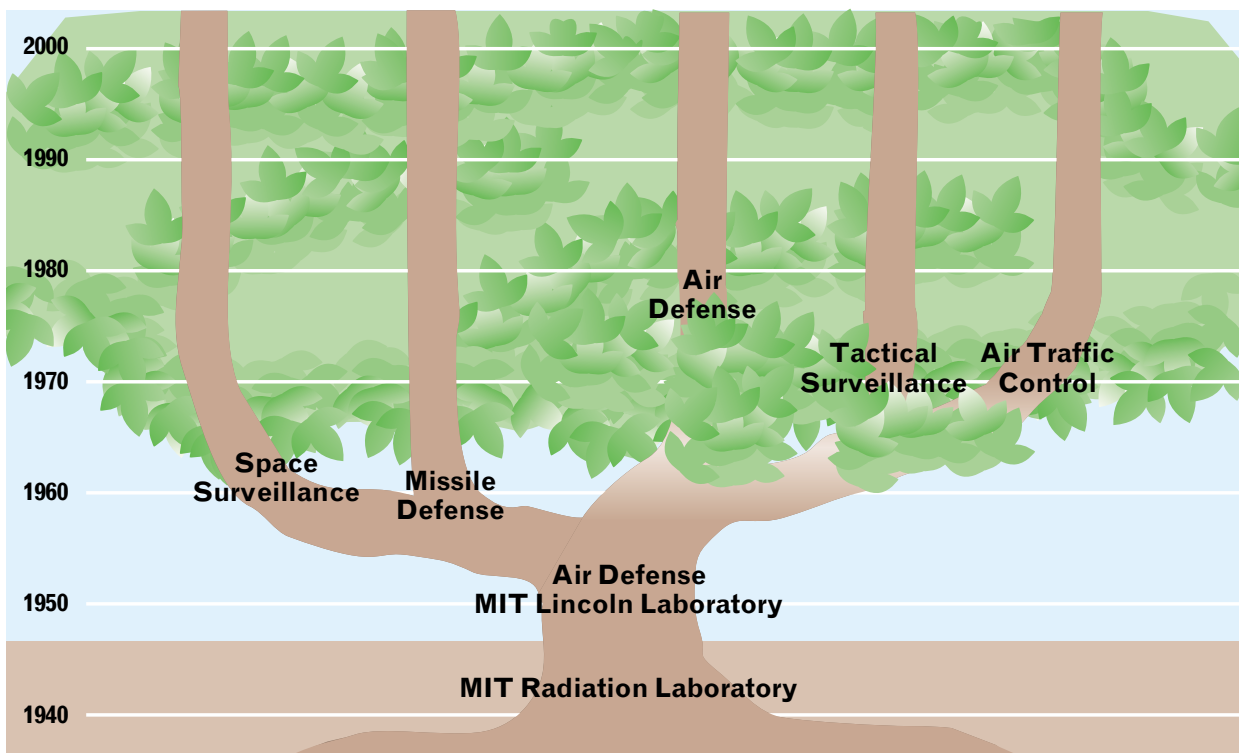 2000
1990
1980
Air
Defense
Tactical
Surveillance
Air Traffic
Control
1970
Space
Surveillance
Missile
Defense
1960
Air Defense
MIT Lincoln Laboratory
1950
MIT Radiation Laboratory
1940